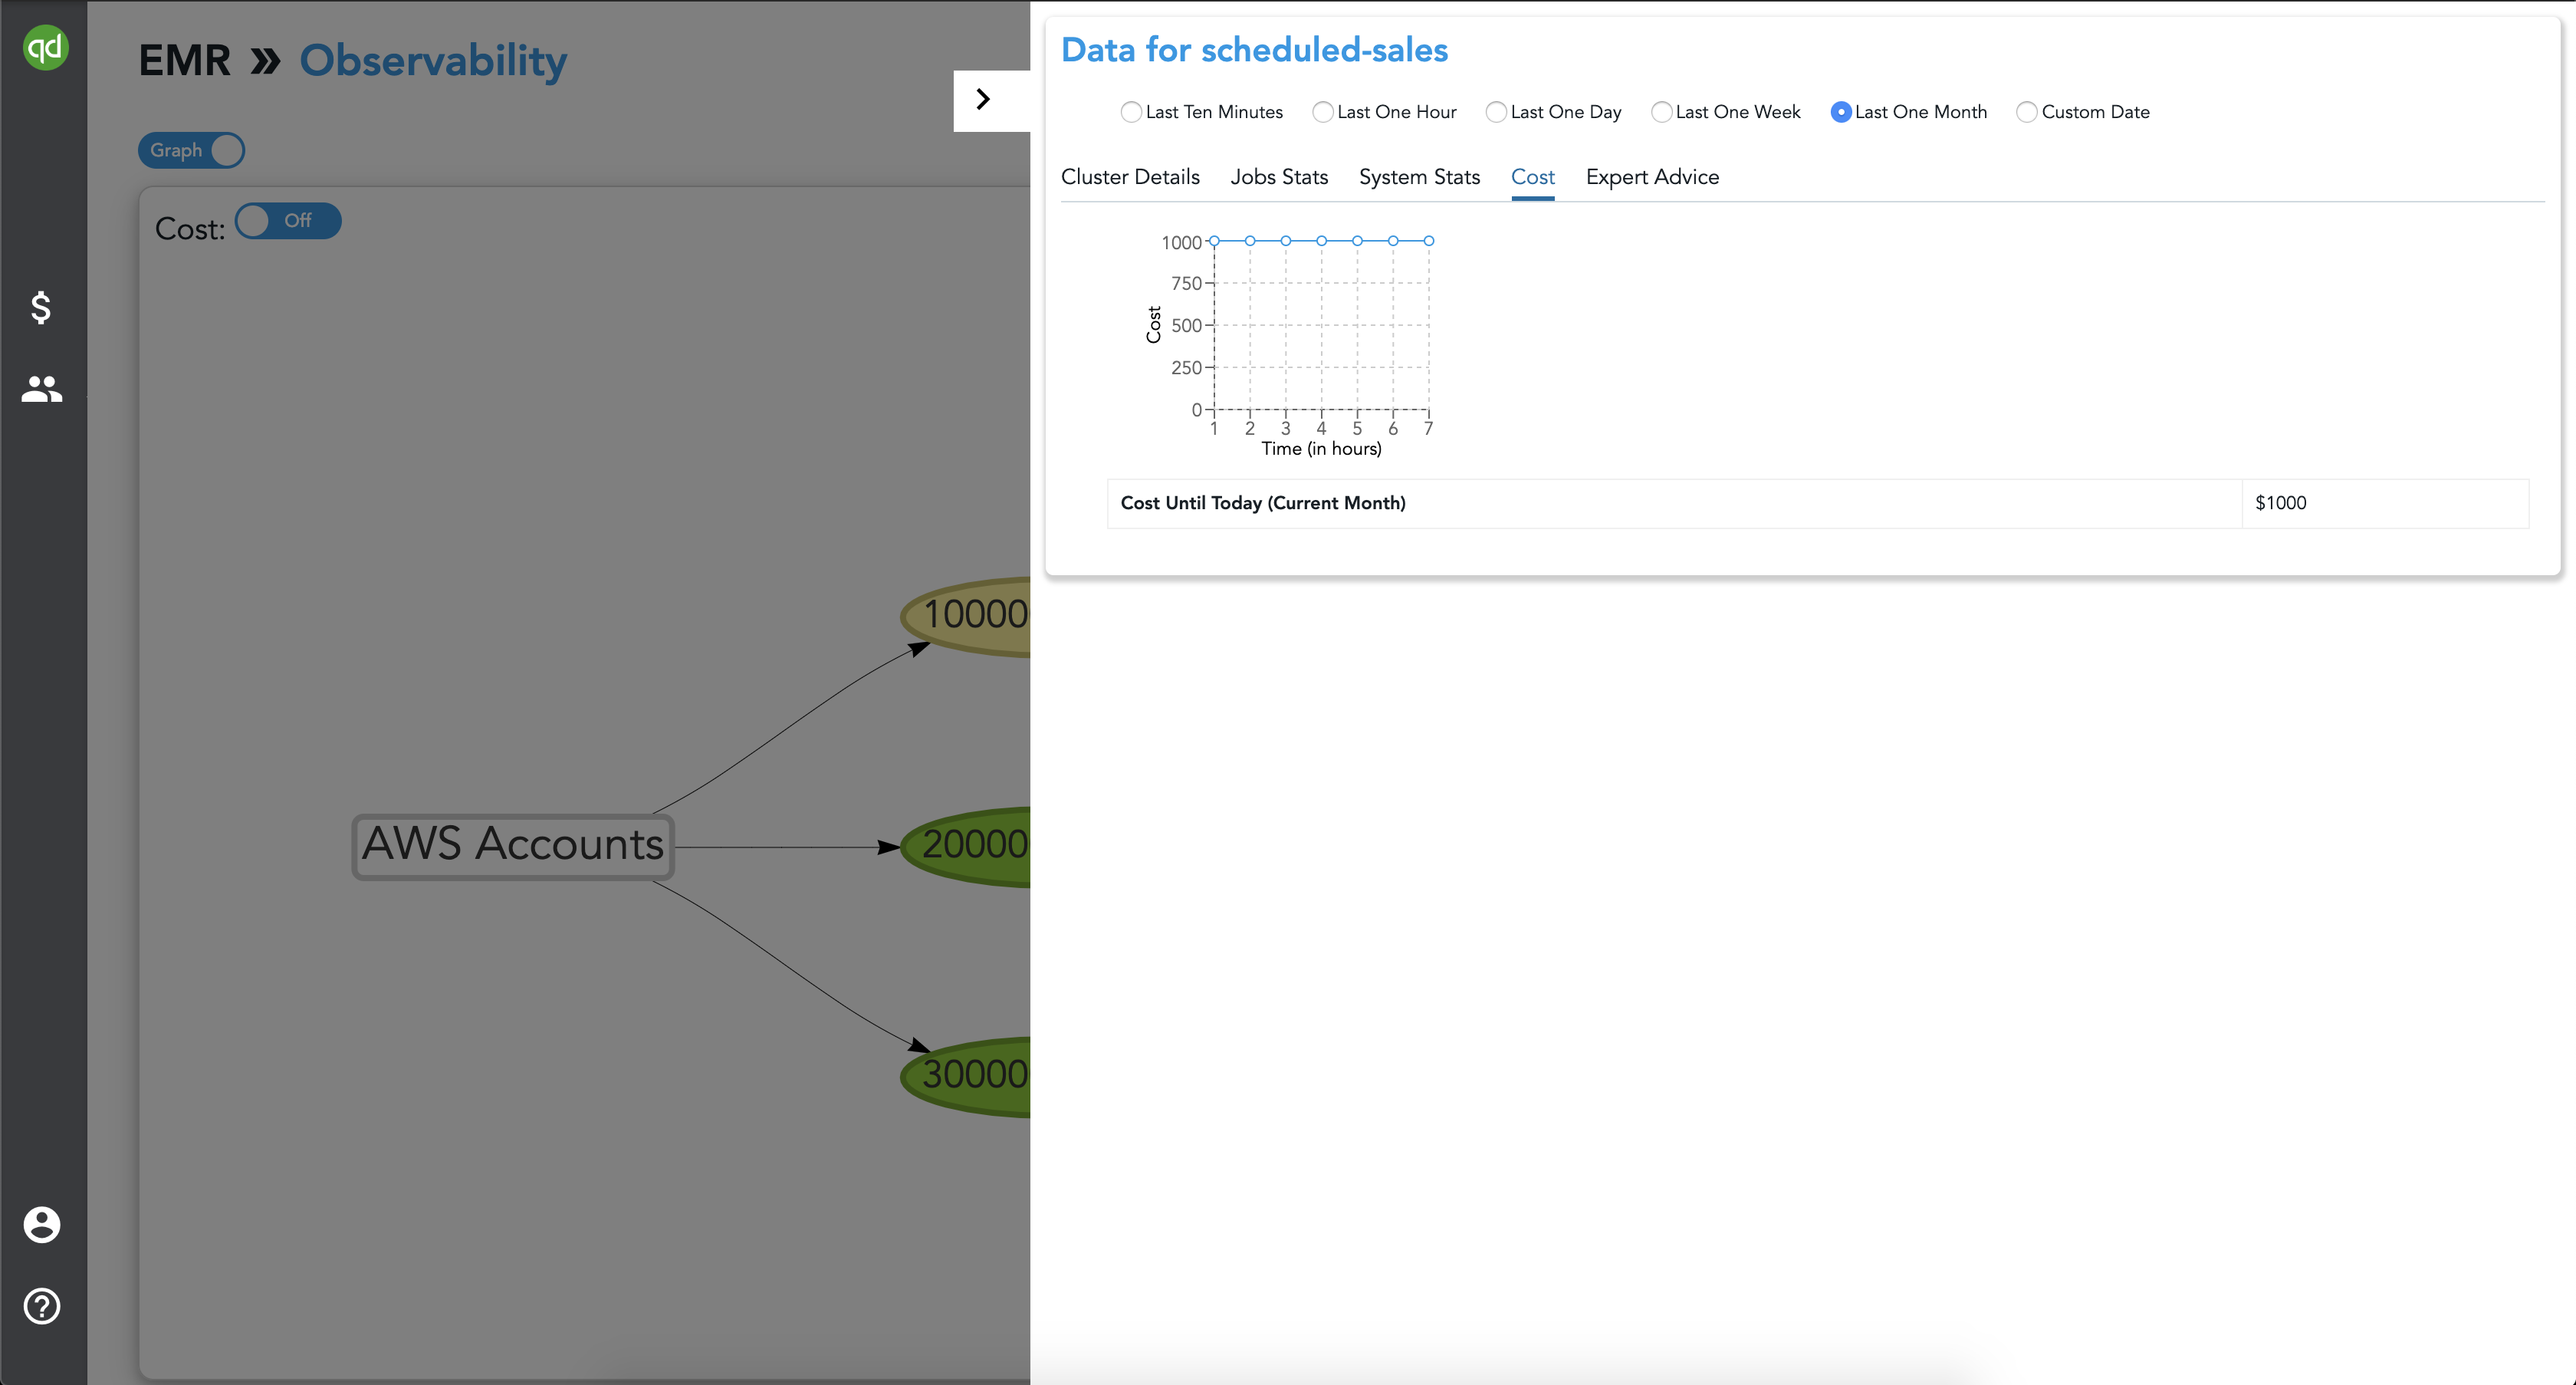 qd
EMR » Observability
Graph
Cost: Off
10000
AWS Accounts
20000
30000
Data for scheduled-sales
Last Ten Minutes Last One Hour Last One Day Last One Week Last One Month Custom Date
Cluster Details Jobs Stats System Stats Cost Expert Advice
1000
750
500
250
0
Cost
1 2 3 4 5 6 7
Time (in hours)
Cost Until Today (Current Month) $1000